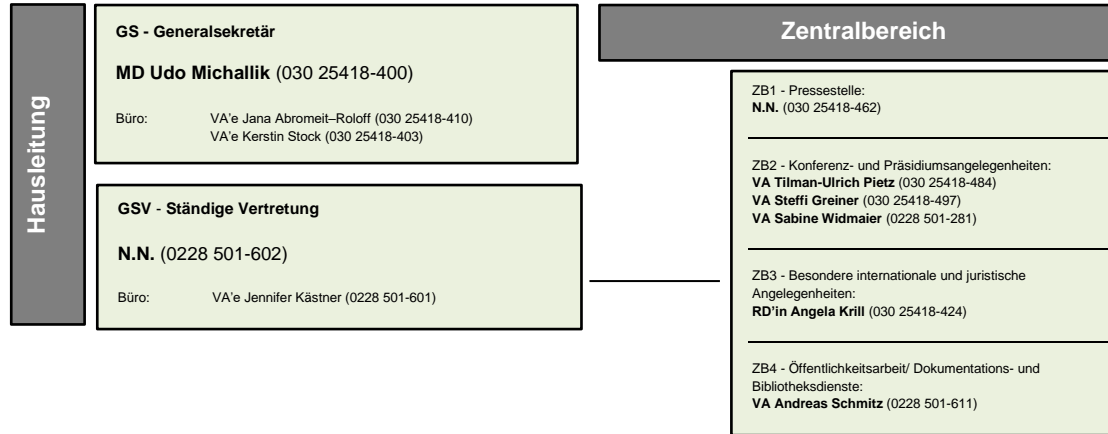 Hausleitung
GS - Generalsekretär
MD Udo Michallik (030 25418-400)
Büro: VA'e Jana Abromeit–Roloff (030 25418-410)
VA'e Kerstin Stock (030 25418-403)
GSV - Ständige Vertretung
N.N. (0228 501-602)
Büro: VA'e Jennifer Kästner (0228 501-601)
Zentralbereich
ZB1 - Pressestelle:
N.N. (030 25418-462)
ZB2 - Konferenz- und Präsidiumsangelegenheiten:
VA Tilman-Ulrich Pietz (030 25418-484)
VA Steffi Greiner (030 25418-497)
VA Sabine Widmaier (0228 501-281)
ZB3 - Besondere internationale und juristische
Angelegenheiten:
RD'in Angela Krill (030 25418-424)
ZB4 - Öffentlichkeitsarbeit/ Dokumentations- und
Bibliotheksdienste:
VA Andreas Schmitz (0228 501-611)